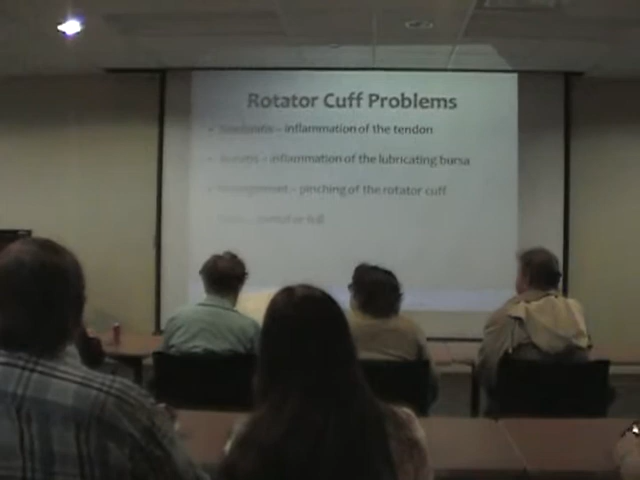 Rotator Cuff Problems
- inflammation of the tendon
- inflammation of the lubricating bursa
- pinching of the rotator cuff